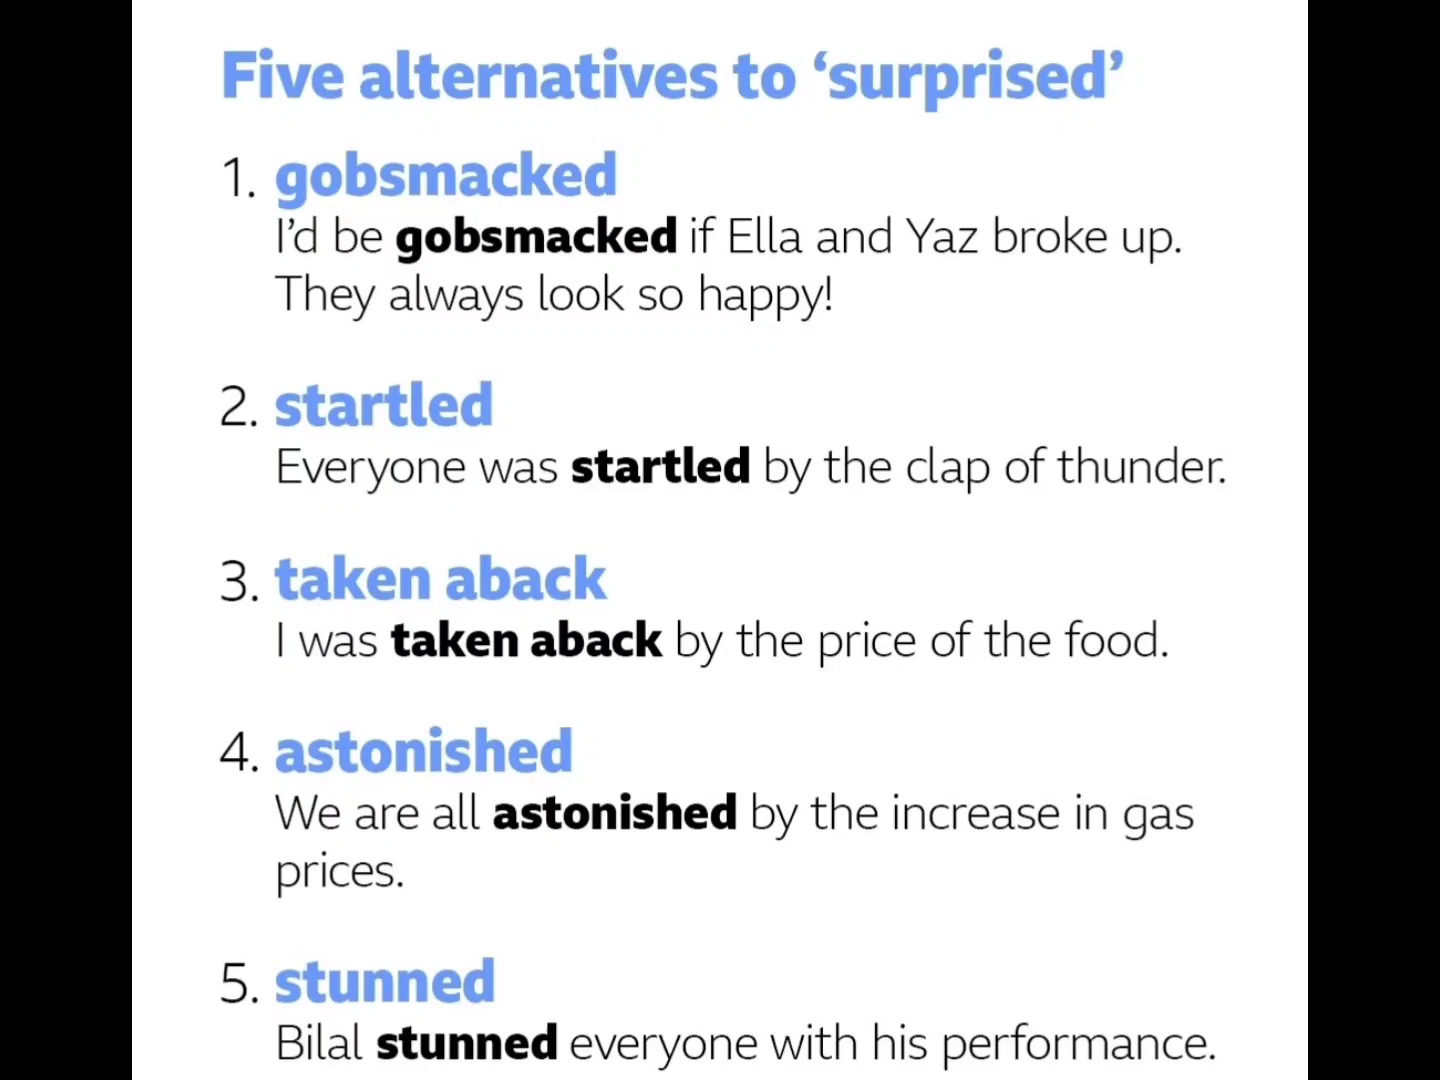 Five alternatives to ‘surprised’
1. gobsmacked
I’d be gobsmacked if Ella and Yaz broke up.
They always look so happy!
2. startled
Everyone was startled by the clap of thunder.
3. taken aback
I was taken aback by the price of the food.
4. astonished
We are all astonished by the increase in gas
prices.
5. stunned
Bilal stunned everyone with his performance.